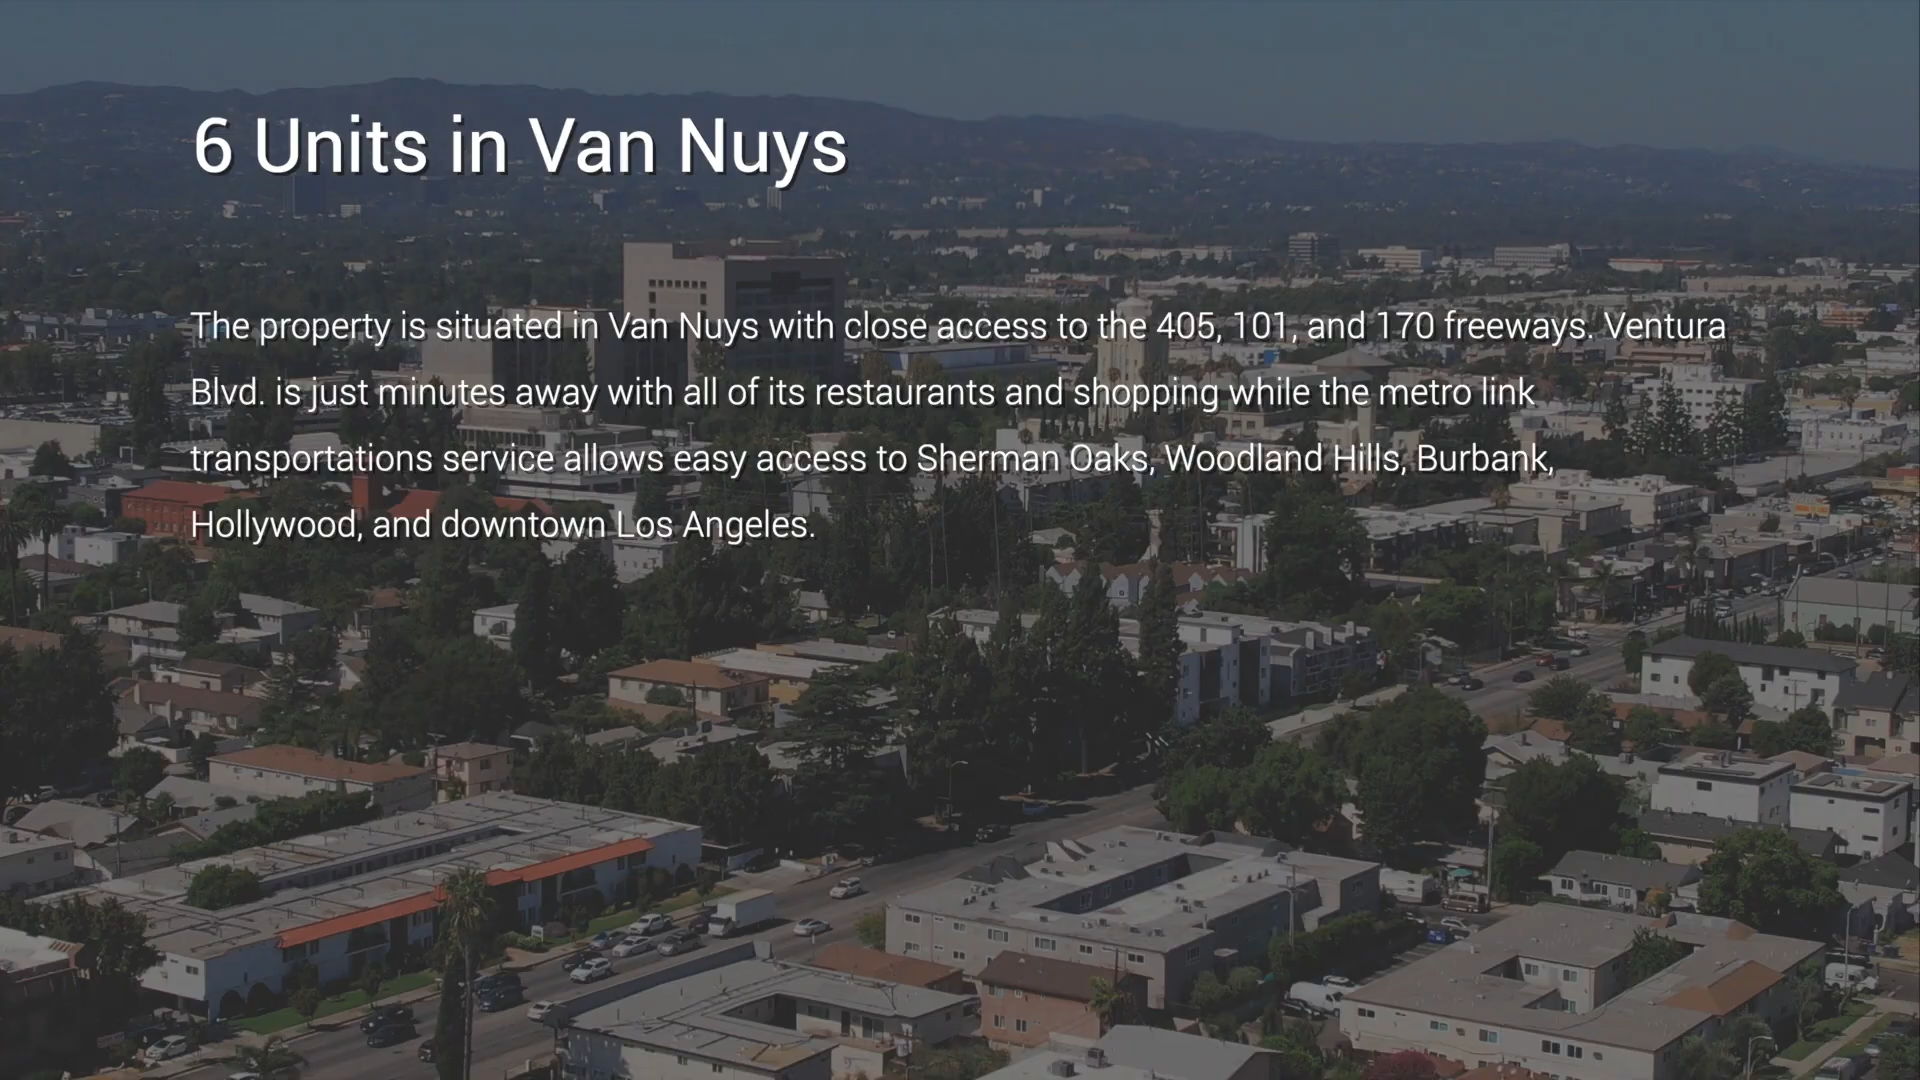 6 Units in Van Nuys
The property is situated in Van Nuys with close access to the 405, 101, and 170 freeways. Ventura
Blvd. is just minutes away with all of its restaurants and shopping while the metro link
transportations service allows easy access to Sherman Oaks, Woodland Hills, Burbank,
Hollywood, and downtown Los Angeles.